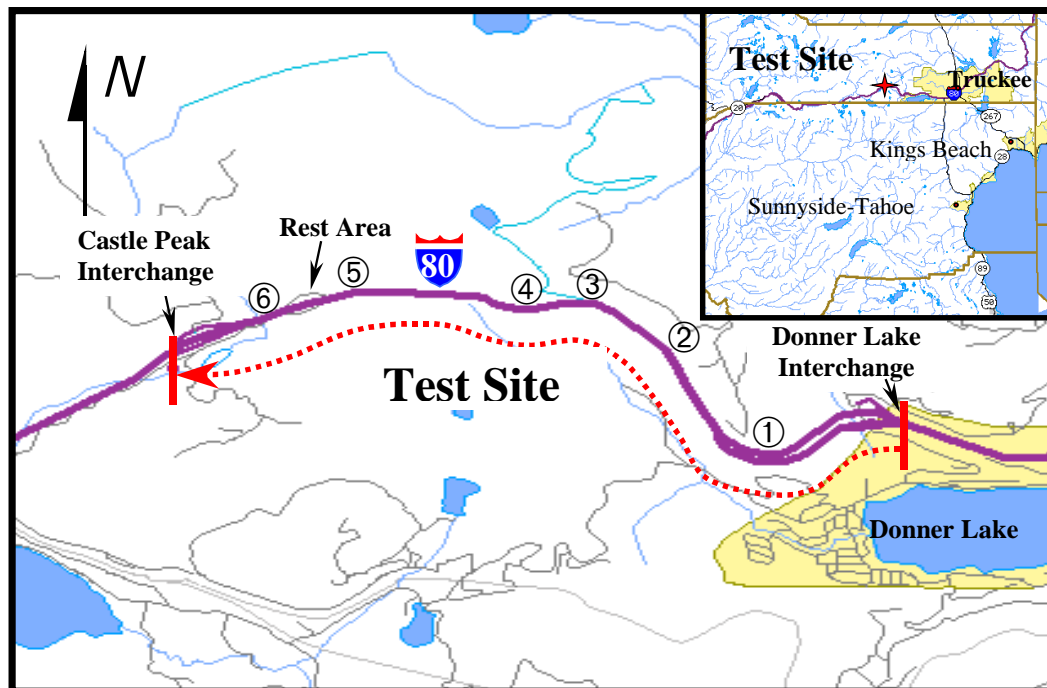 N
Castle Peak
Interchange
Rest Area
80
⑥
⑤
④
③
②
①
Test Site
Donner Lake
Interchange
Donner Lake
Test Site
Truckee
20
80
267
Kings Beach
28
Sunnyside-Tahoe
89
50